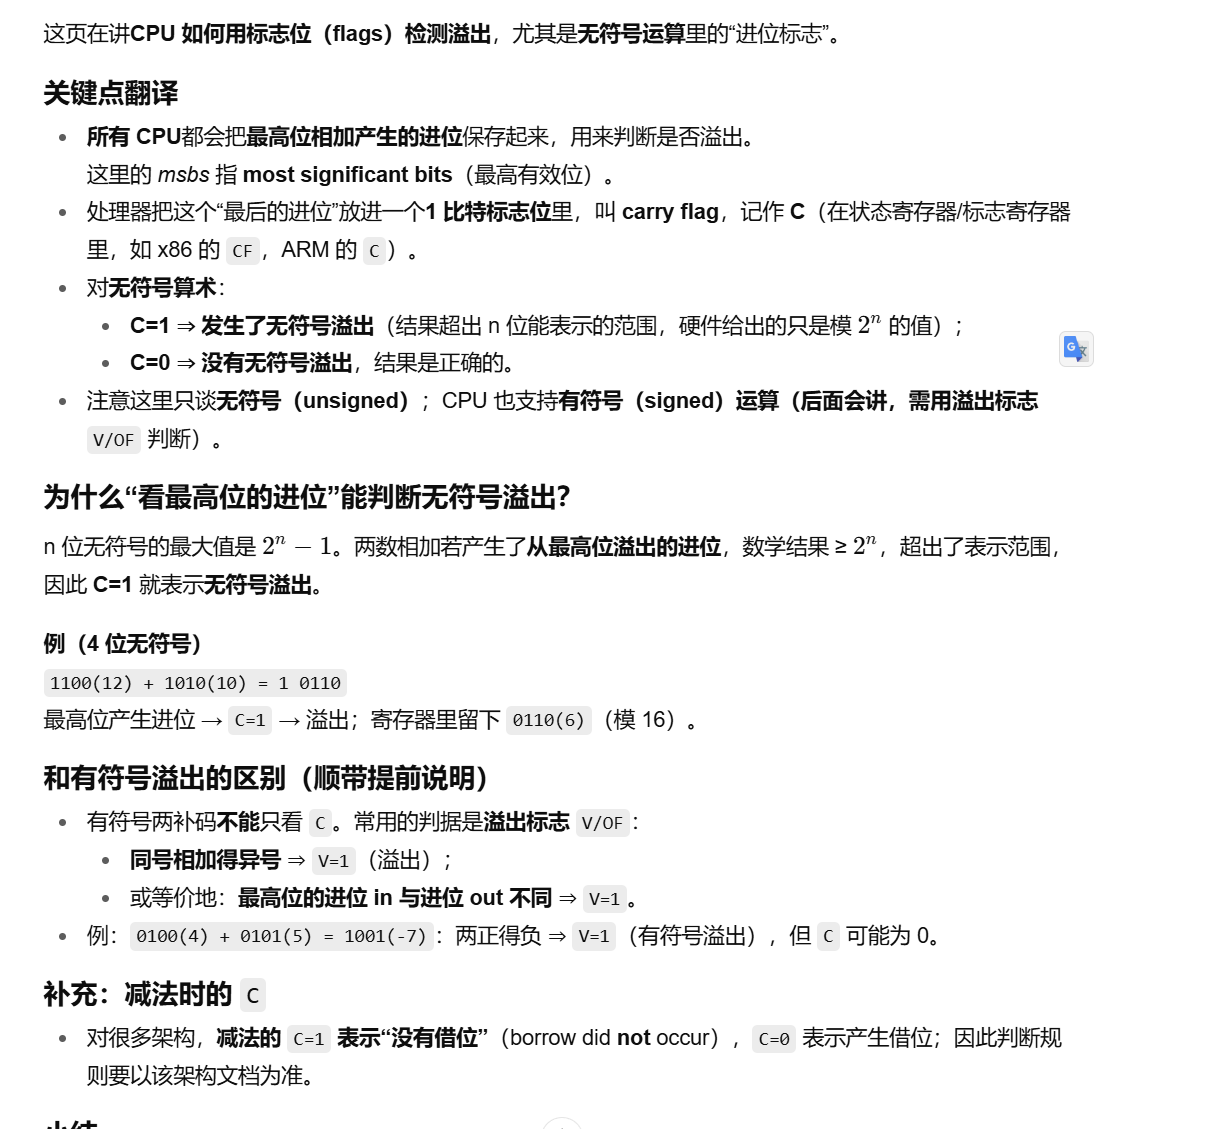 这页在讲CPU 如何用标志位（flags）检测溢出，尤其是无符号运算里的“进位标志”。
关键点翻译
所有 CPU都会把最高位相加产生的进位保存起来，用来判断是否溢出。
这里的 msbs 指 most significant bits（最高有效位）。
处理器把这个“最后的进位”放进一个1 比特标志位里，叫 carry flag，记作 C（在状态寄存器/标志寄存器
里，如 x86 的 CF，ARM 的 C）。
对无符号算术：
C=1 ⇒ 发生了无符号溢出（结果超出 n 位能表示的范围，硬件给出的只是模 2ⁿ 的值）；
C=0 ⇒ 没有无符号溢出，结果是正确的。
注意这里只谈无符号（unsigned）；CPU 也支持有符号（signed）运算（后面会讲，需用溢出标志
V/OF 判断）。
为什么“看最高位的进位”能判断无符号溢出？
n 位无符号的最大值是 2ⁿ − 1。两数相加若产生了从最高位溢出的进位，数学结果 ≥ 2ⁿ，超出了表示范围，
因此 C=1 就表示无符号溢出。
例（4 位无符号）
1100(12) + 1010(10) = 1 0110
最高位产生进位 → C=1 → 溢出；寄存器里留下 0110(6)（模 16）。
和有符号溢出的区别（顺带提前说明）
有符号两补码不能只看 C。常用的判据是溢出标志 V/OF：
同号相加得异号 ⇒ V=1（溢出）；
或等价地：最高位的进位 in 与进位 out 不同 ⇒ V=1。
例：0100(4) + 0101(5) = 1001(-7)：两正得负 ⇒ V=1（有符号溢出），但 C 可能为 0。
补充：减法时的 C
对很多架构，减法的 C=1 表示“没有借位”（borrow did not occur），C=0 表示产生借位；因此判断规
则要以该架构文档为准。